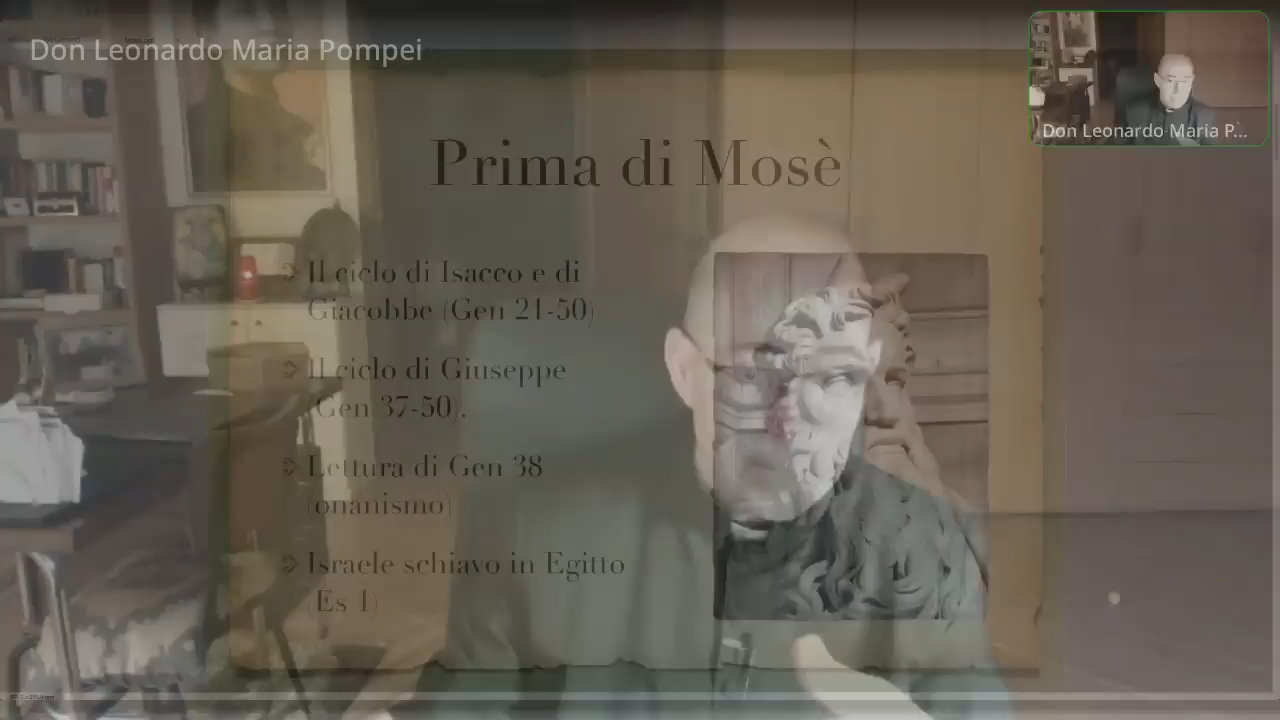 Don Leonardo Maria Pompei
Don Leonardo Maria P...
Prima di Mosè
Il ciclo di Isacco e di
Giacobbe (Gen 21-50)
Il ciclo di Giuseppe
(Gen 37-50).
Lettura di Gen 38
(onanismo)
Israele schiavo in Egitto
(Es 1)